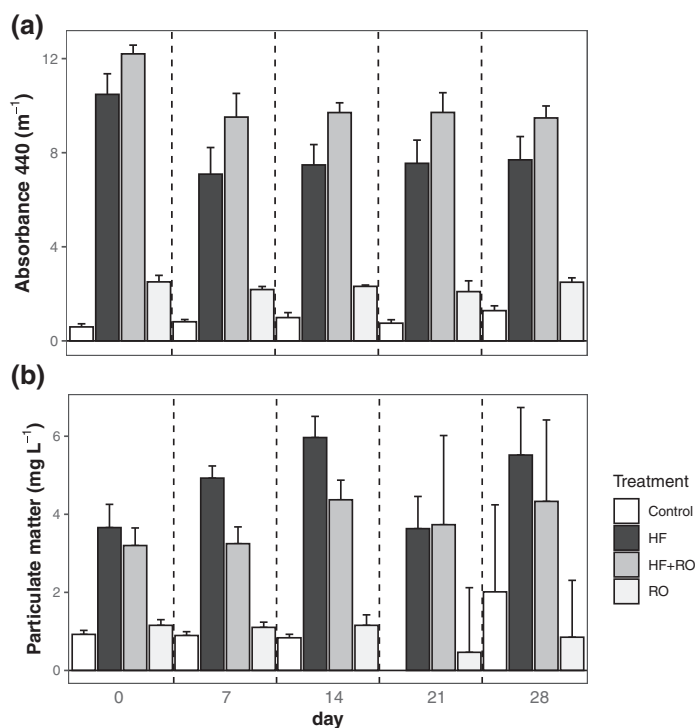 (a)
Absorbance 440 (m⁻¹)
12
8
4
0
(b)
Particulate matter (mg L⁻¹)
6
4
2
0
0 7 14 21 28
day
Treatment
Control
HF
HF+RO
RO